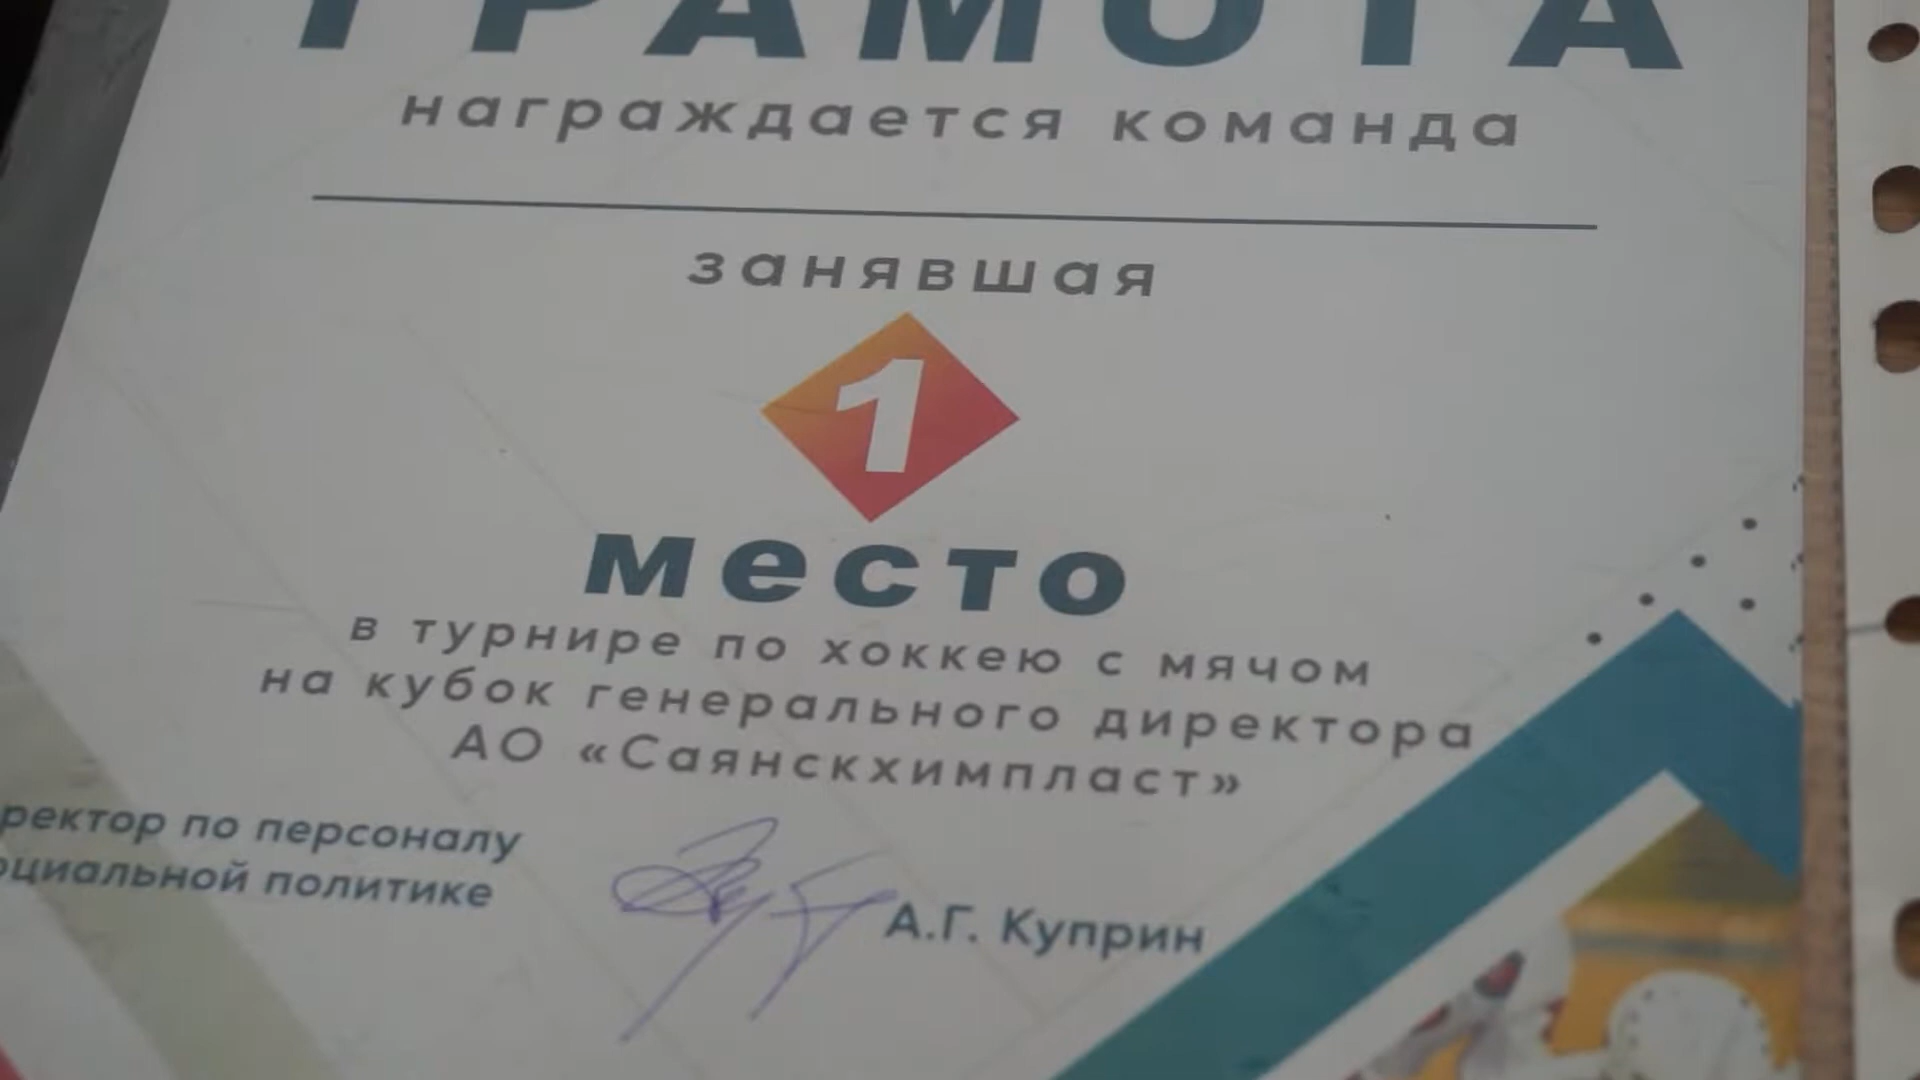 ГРАМОТА
награждается команда
занявшая
1
место
в турнире по хоккею с мячом
на кубок генерального директора
АО «Саянскхимпласт»
ректор по персоналу
оциальной политике
А.Г. Куприн